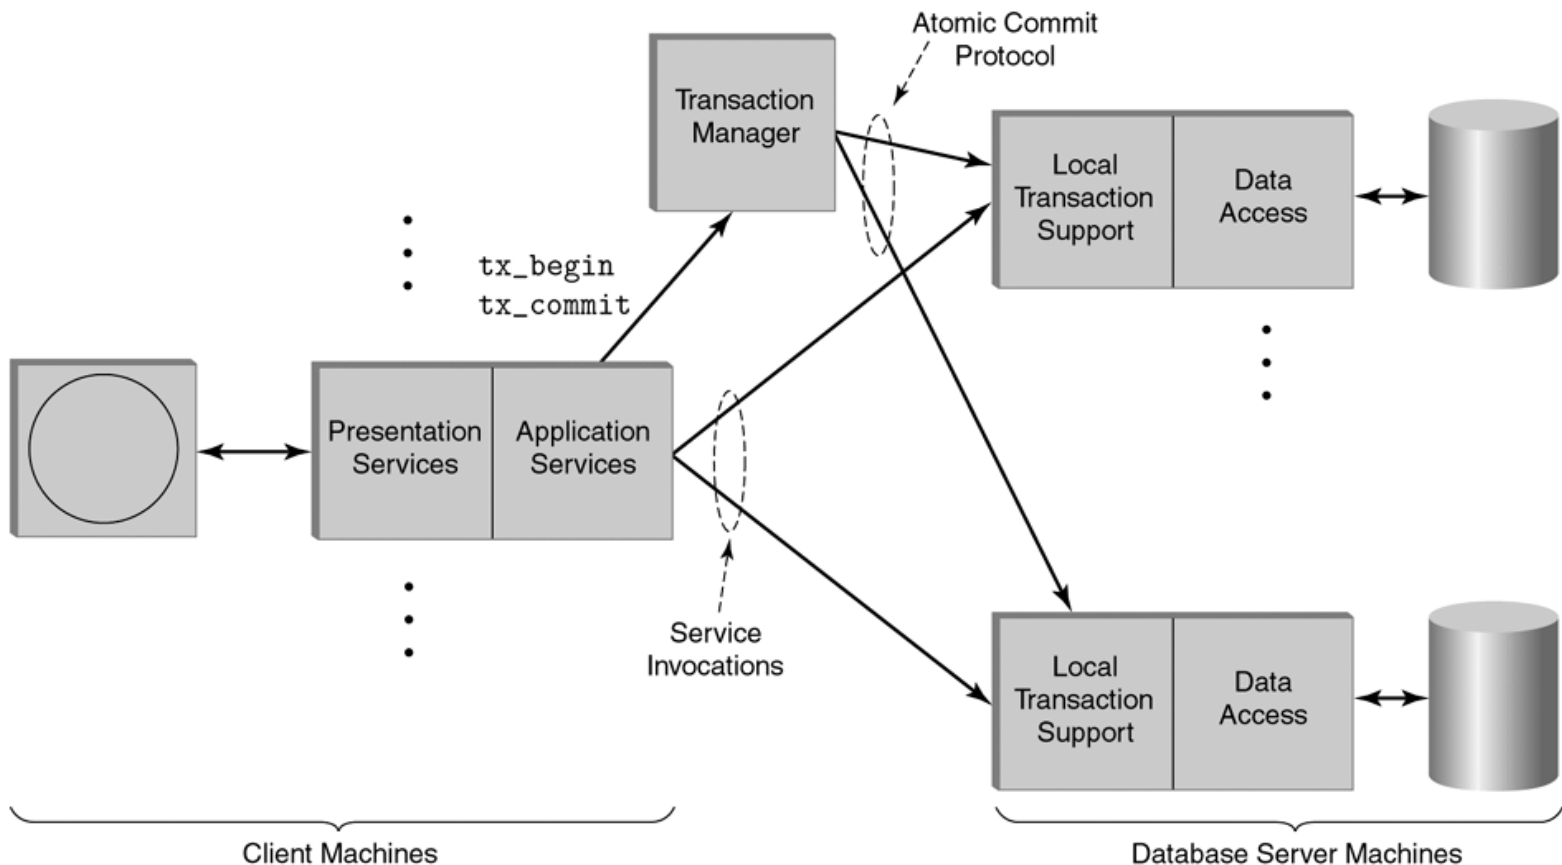 Atomic Commit
Protocol
Transaction
Manager
Local
Transaction
Support
Data
Access
tx_begin
tx_commit
Presentation
Services
Application
Services
Service
Invocations
Local
Transaction
Support
Data
Access
Client Machines
Database Server Machines